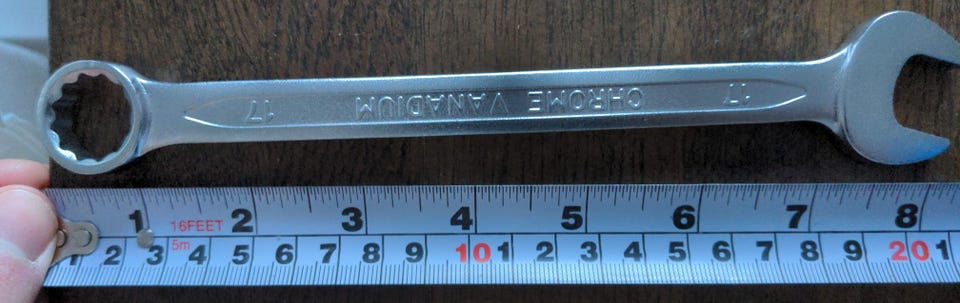 17 CHROME VANADIUM 17
1 16FEET 2 3 4 5 6 7 8
1 2 3 5m 4 5 6 7 8 9 10 1 2 3 4 5 6 7 8 9 20 1